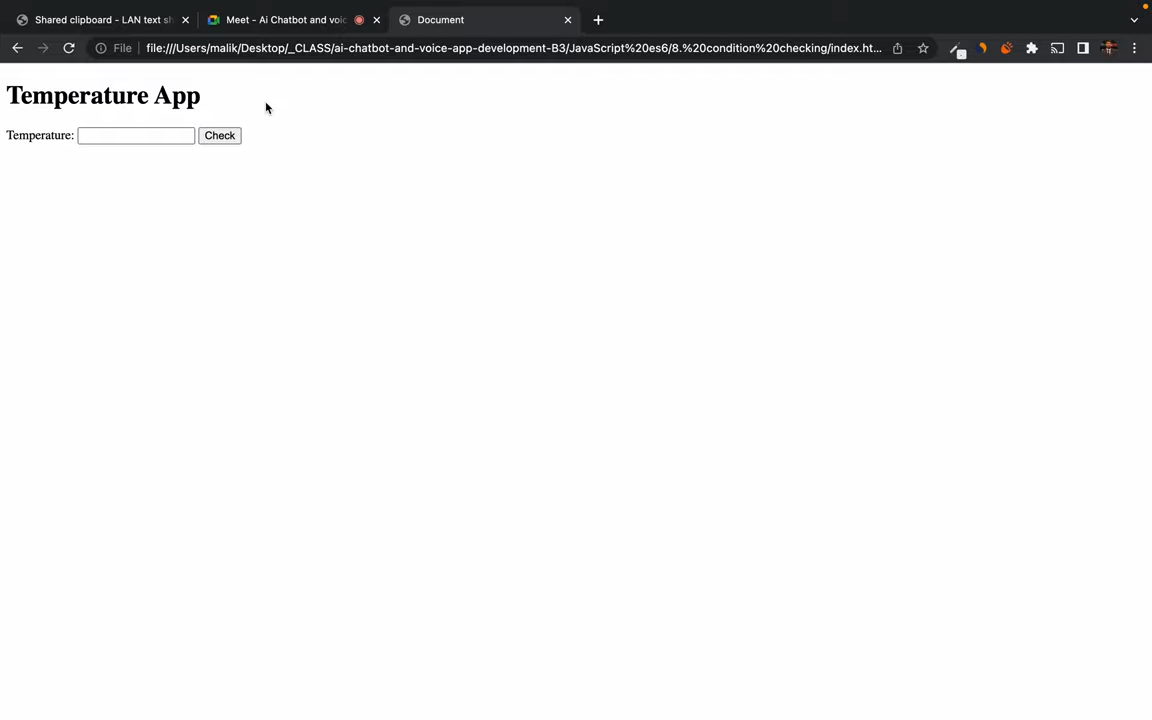 Shared clipboard - LAN text sh
Meet - Ai Chatbot and voic
Document
File
file:///Users/malik/Desktop/_CLASS/ai-chatbot-and-voice-app-development-B3/JavaScript%20es6/8.%20condition%20checking/index.ht...
Temperature App
Temperature:
Check